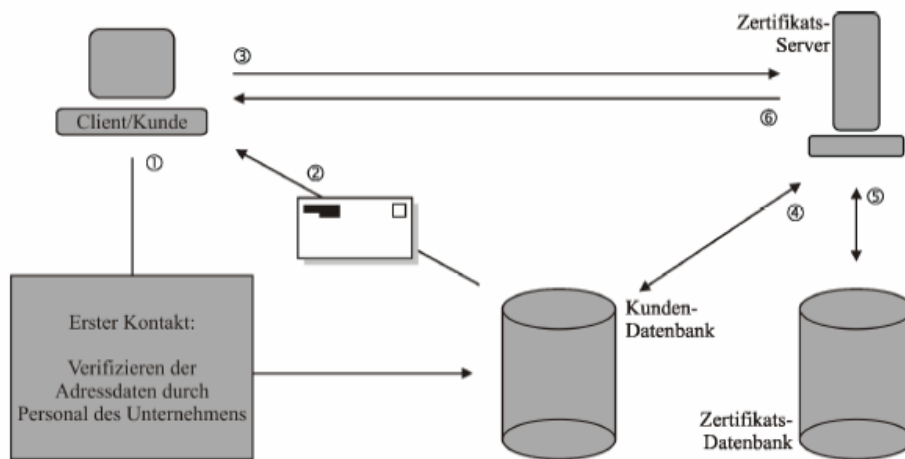 Zertifikats-
Server
③
⑥
Client/Kunde
①
②
④
⑤
Erster Kontakt:
Verifizieren der
Adressdaten durch
Personal des Unternehmens
Kunden-
Datenbank
Zertifikats-
Datenbank